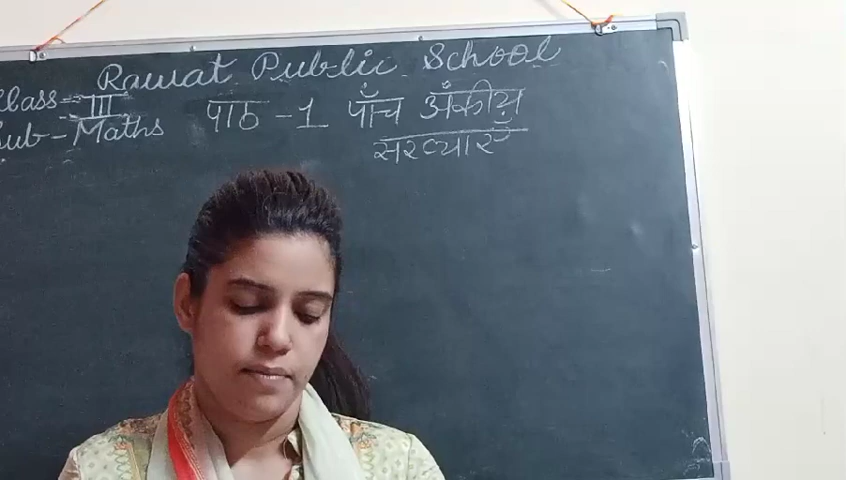 Rawat Public School
Class - III पाठ - 1 पाँच अंकीय
Sub - Maths
संख्याएँ